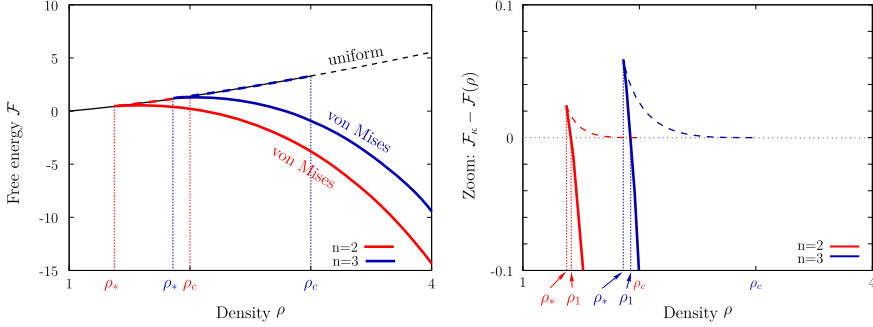 Free energy 𝓕
10
5
0
-5
-10
-15
uniform
von Mises
von Mises
n=2
n=3
1
ρ*
ρ*
ρc
ρc
4
Density ρ
Zoom: 𝓕κ − 𝓕(ρ)
0.1
0
-0.1
n=2
n=3
1
ρc
ρc
4
ρ*
ρ1
ρ*
ρ1
Density ρ